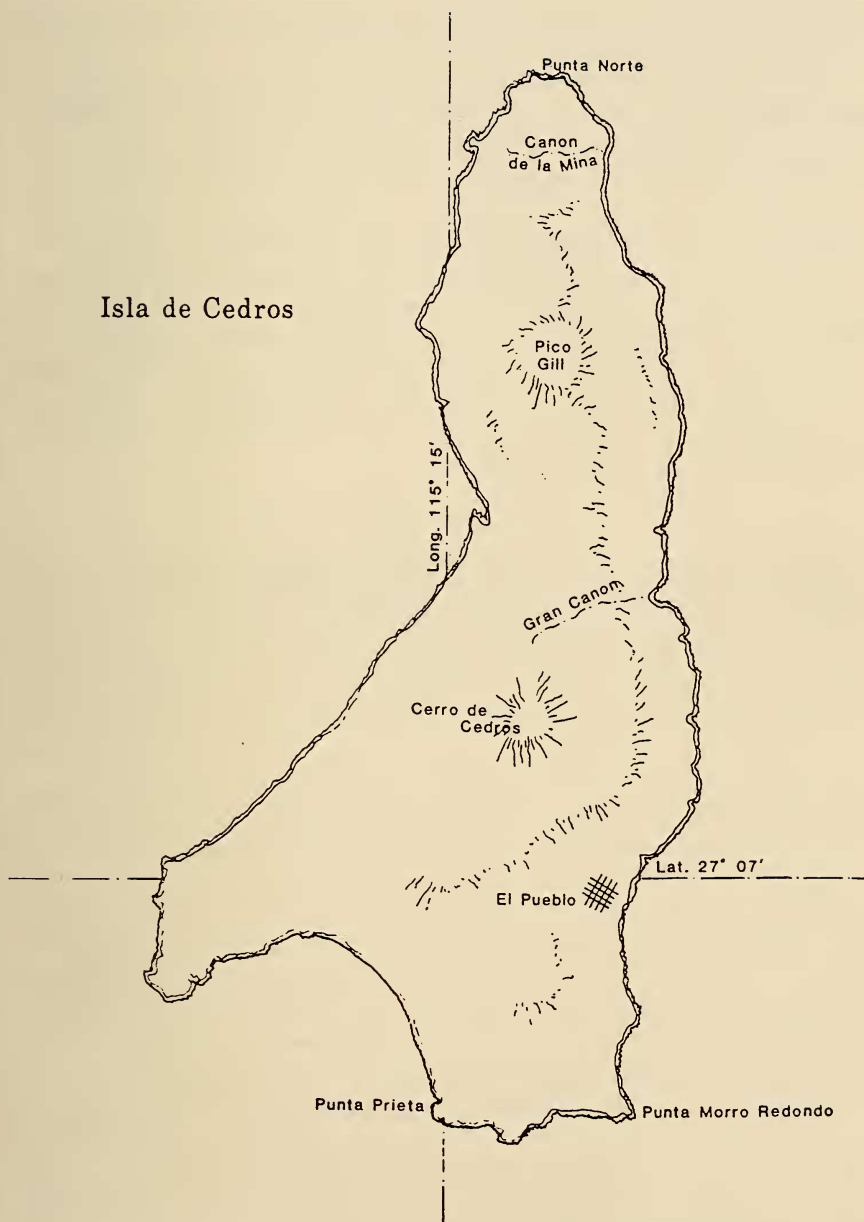 Punta Norte
Canon
de la Mina
Isla de Cedros
Pico
Gill
Long. 115° 15′
Gran Canon
Cerro de
Cedros
Lat. 27° 07′
El Pueblo
Punta Prieta
Punta Morro Redondo